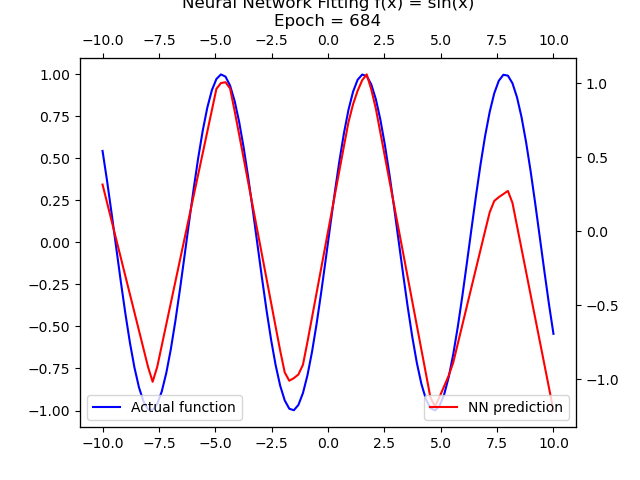 Neural Network Fitting f(x) = sin(x)
Epoch = 684
−10.0 −7.5 −5.0 −2.5 0.0 2.5 5.0 7.5 10.0
1.00
0.75
0.50
0.25
0.00
−0.25
−0.50
−0.75
−1.00
1.0
0.5
0.0
−0.5
−1.0
Actual function
NN prediction
−10.0 −7.5 −5.0 −2.5 0.0 2.5 5.0 7.5 10.0